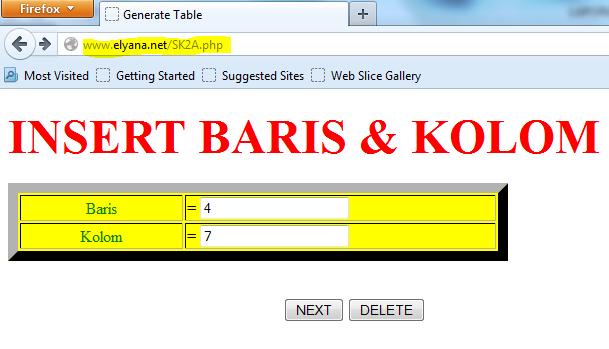 Firefox
Generate Table
www.elyana.net/SK2A.php
Most Visited Getting Started Suggested Sites Web Slice Gallery
INSERT BARIS & KOLOM
Baris = 4
Kolom = 7
NEXT DELETE